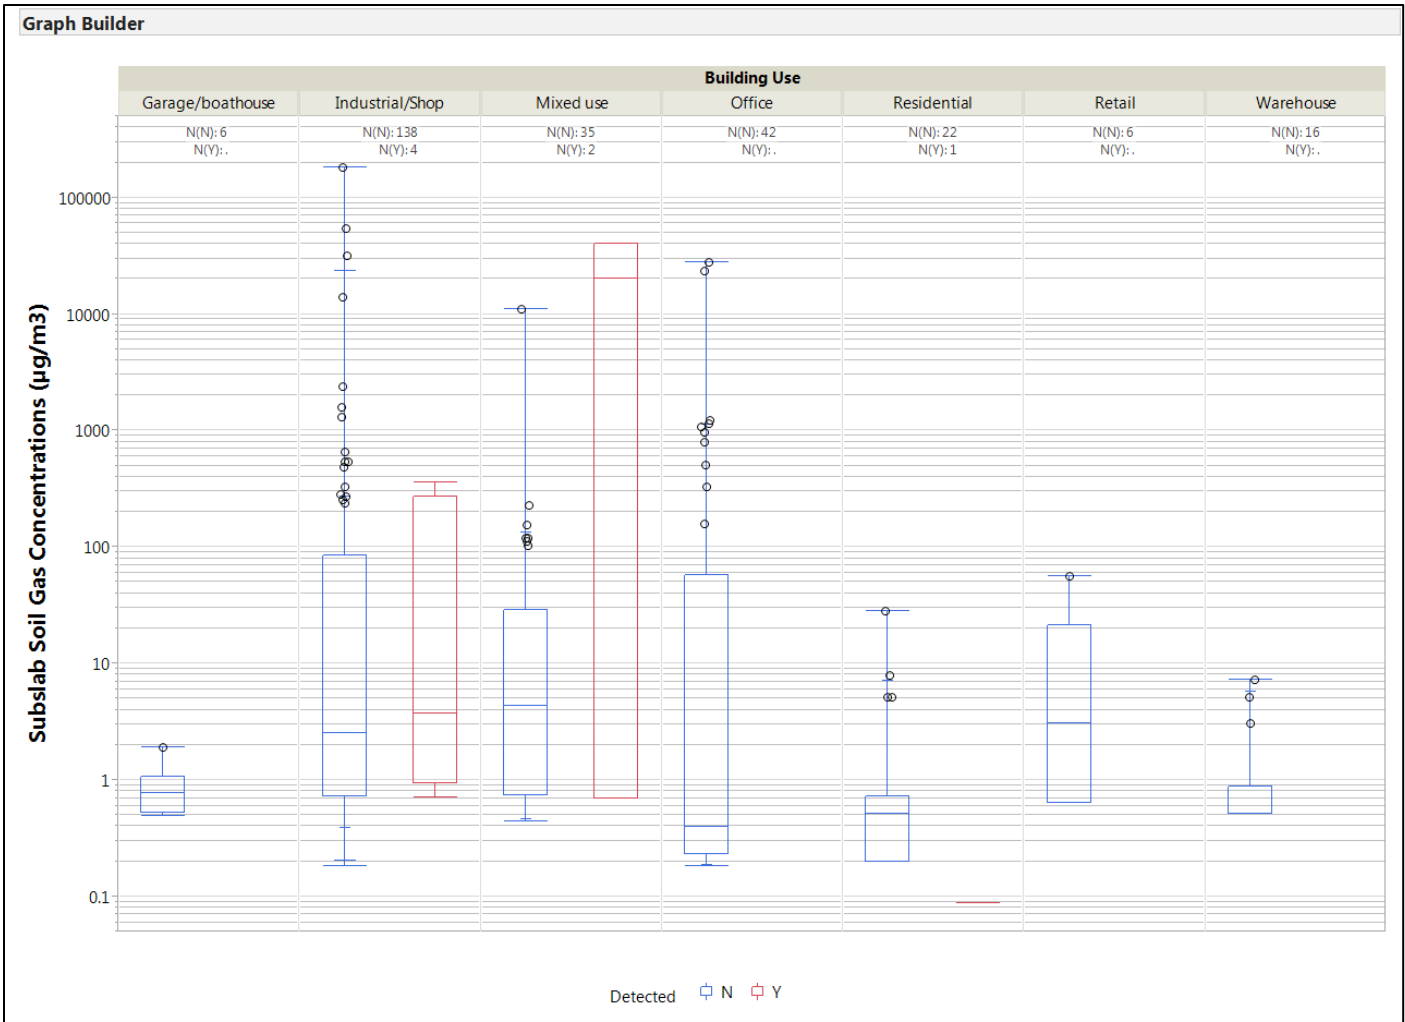 Graph Builder
Building Use
Garage/boathouse Industrial/Shop Mixed use Office Residential Retail Warehouse
N(N): 6 N(N): 138 N(N): 35 N(N): 42 N(N): 22 N(N): 6 N(N): 16
N(Y): . N(Y): 4 N(Y): 2 N(Y): . N(Y): 1 N(Y): . N(Y): .
Subslab Soil Gas Concentrations (µg/m3)
100000
10000
1000
100
10
1
0.1
Detected N Y